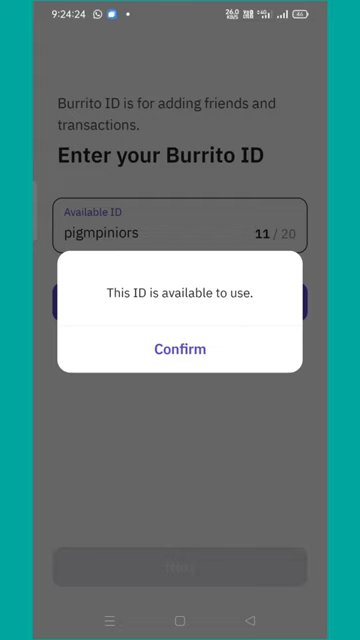 9:24:24
Burrito ID is for adding friends and
transactions.
Enter your Burrito ID
Available ID
pigmpiniors
11 / 20
This ID is available to use.
Confirm